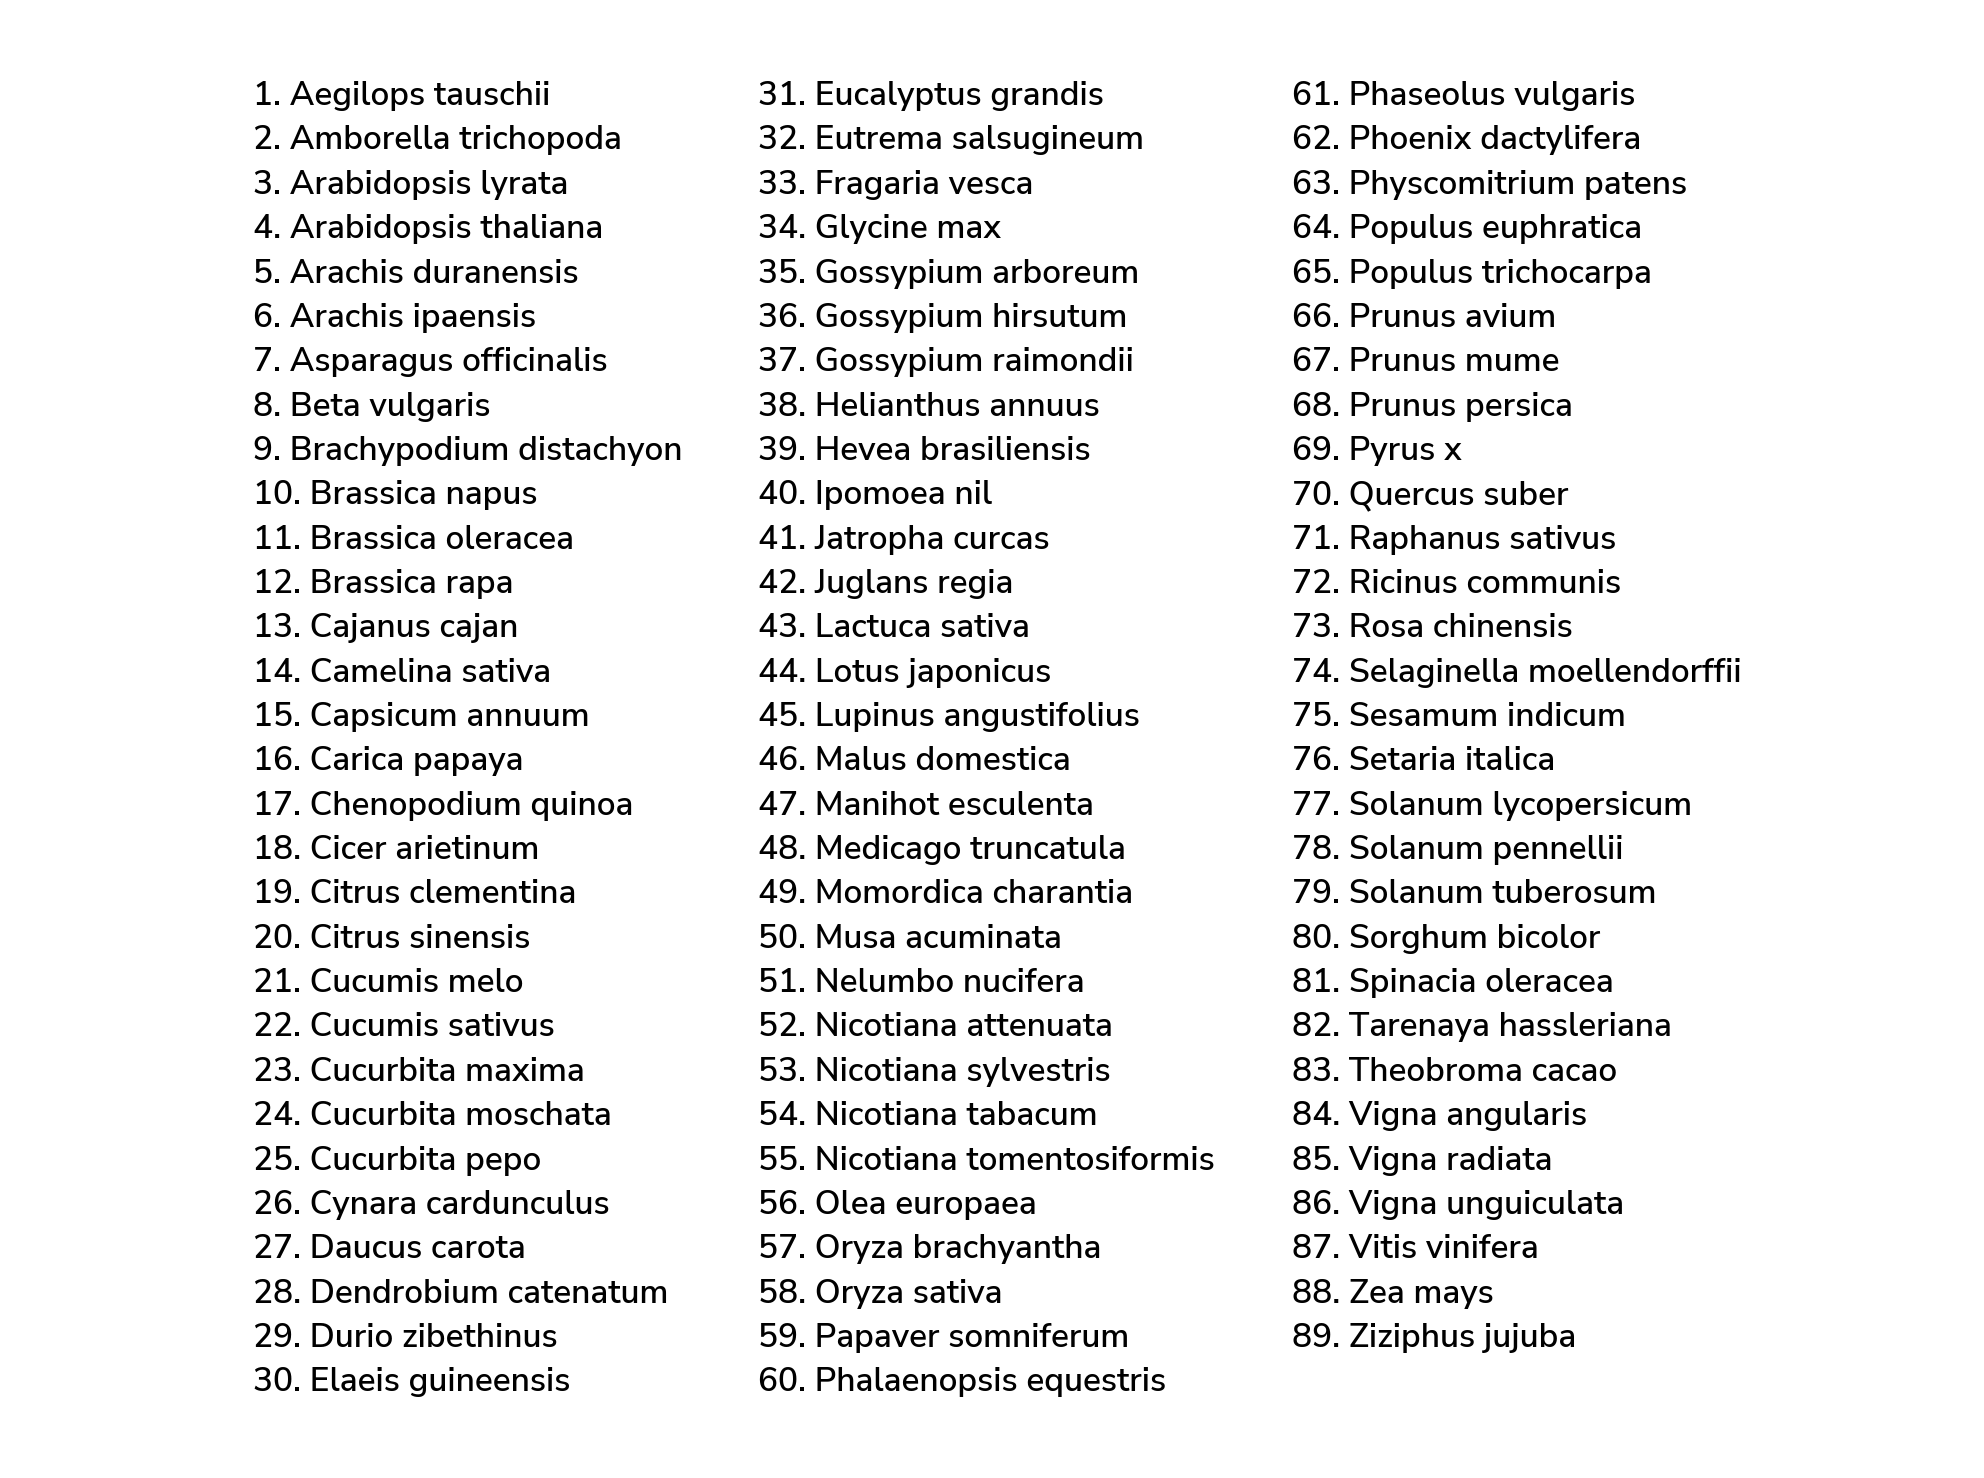 1. Aegilops tauschii
2. Amborella trichopoda
3. Arabidopsis lyrata
4. Arabidopsis thaliana
5. Arachis duranensis
6. Arachis ipaensis
7. Asparagus officinalis
8. Beta vulgaris
9. Brachypodium distachyon
10. Brassica napus
11. Brassica oleracea
12. Brassica rapa
13. Cajanus cajan
14. Camelina sativa
15. Capsicum annuum
16. Carica papaya
17. Chenopodium quinoa
18. Cicer arietinum
19. Citrus clementina
20. Citrus sinensis
21. Cucumis melo
22. Cucumis sativus
23. Cucurbita maxima
24. Cucurbita moschata
25. Cucurbita pepo
26. Cynara cardunculus
27. Daucus carota
28. Dendrobium catenatum
29. Durio zibethinus
30. Elaeis guineensis
31. Eucalyptus grandis
32. Eutrema salsugineum
33. Fragaria vesca
34. Glycine max
35. Gossypium arboreum
36. Gossypium hirsutum
37. Gossypium raimondii
38. Helianthus annuus
39. Hevea brasiliensis
40. Ipomoea nil
41. Jatropha curcas
42. Juglans regia
43. Lactuca sativa
44. Lotus japonicus
45. Lupinus angustifolius
46. Malus domestica
47. Manihot esculenta
48. Medicago truncatula
49. Momordica charantia
50. Musa acuminata
51. Nelumbo nucifera
52. Nicotiana attenuata
53. Nicotiana sylvestris
54. Nicotiana tabacum
55. Nicotiana tomentosiformis
56. Olea europaea
57. Oryza brachyantha
58. Oryza sativa
59. Papaver somniferum
60. Phalaenopsis equestris
61. Phaseolus vulgaris
62. Phoenix dactylifera
63. Physcomitrium patens
64. Populus euphratica
65. Populus trichocarpa
66. Prunus avium
67. Prunus mume
68. Prunus persica
69. Pyrus x
70. Quercus suber
71. Raphanus sativus
72. Ricinus communis
73. Rosa chinensis
74. Selaginella moellendorffii
75. Sesamum indicum
76. Setaria italica
77. Solanum lycopersicum
78. Solanum pennellii
79. Solanum tuberosum
80. Sorghum bicolor
81. Spinacia oleracea
82. Tarenaya hassleriana
83. Theobroma cacao
84. Vigna angularis
85. Vigna radiata
86. Vigna unguiculata
87. Vitis vinifera
88. Zea mays
89. Ziziphus jujuba